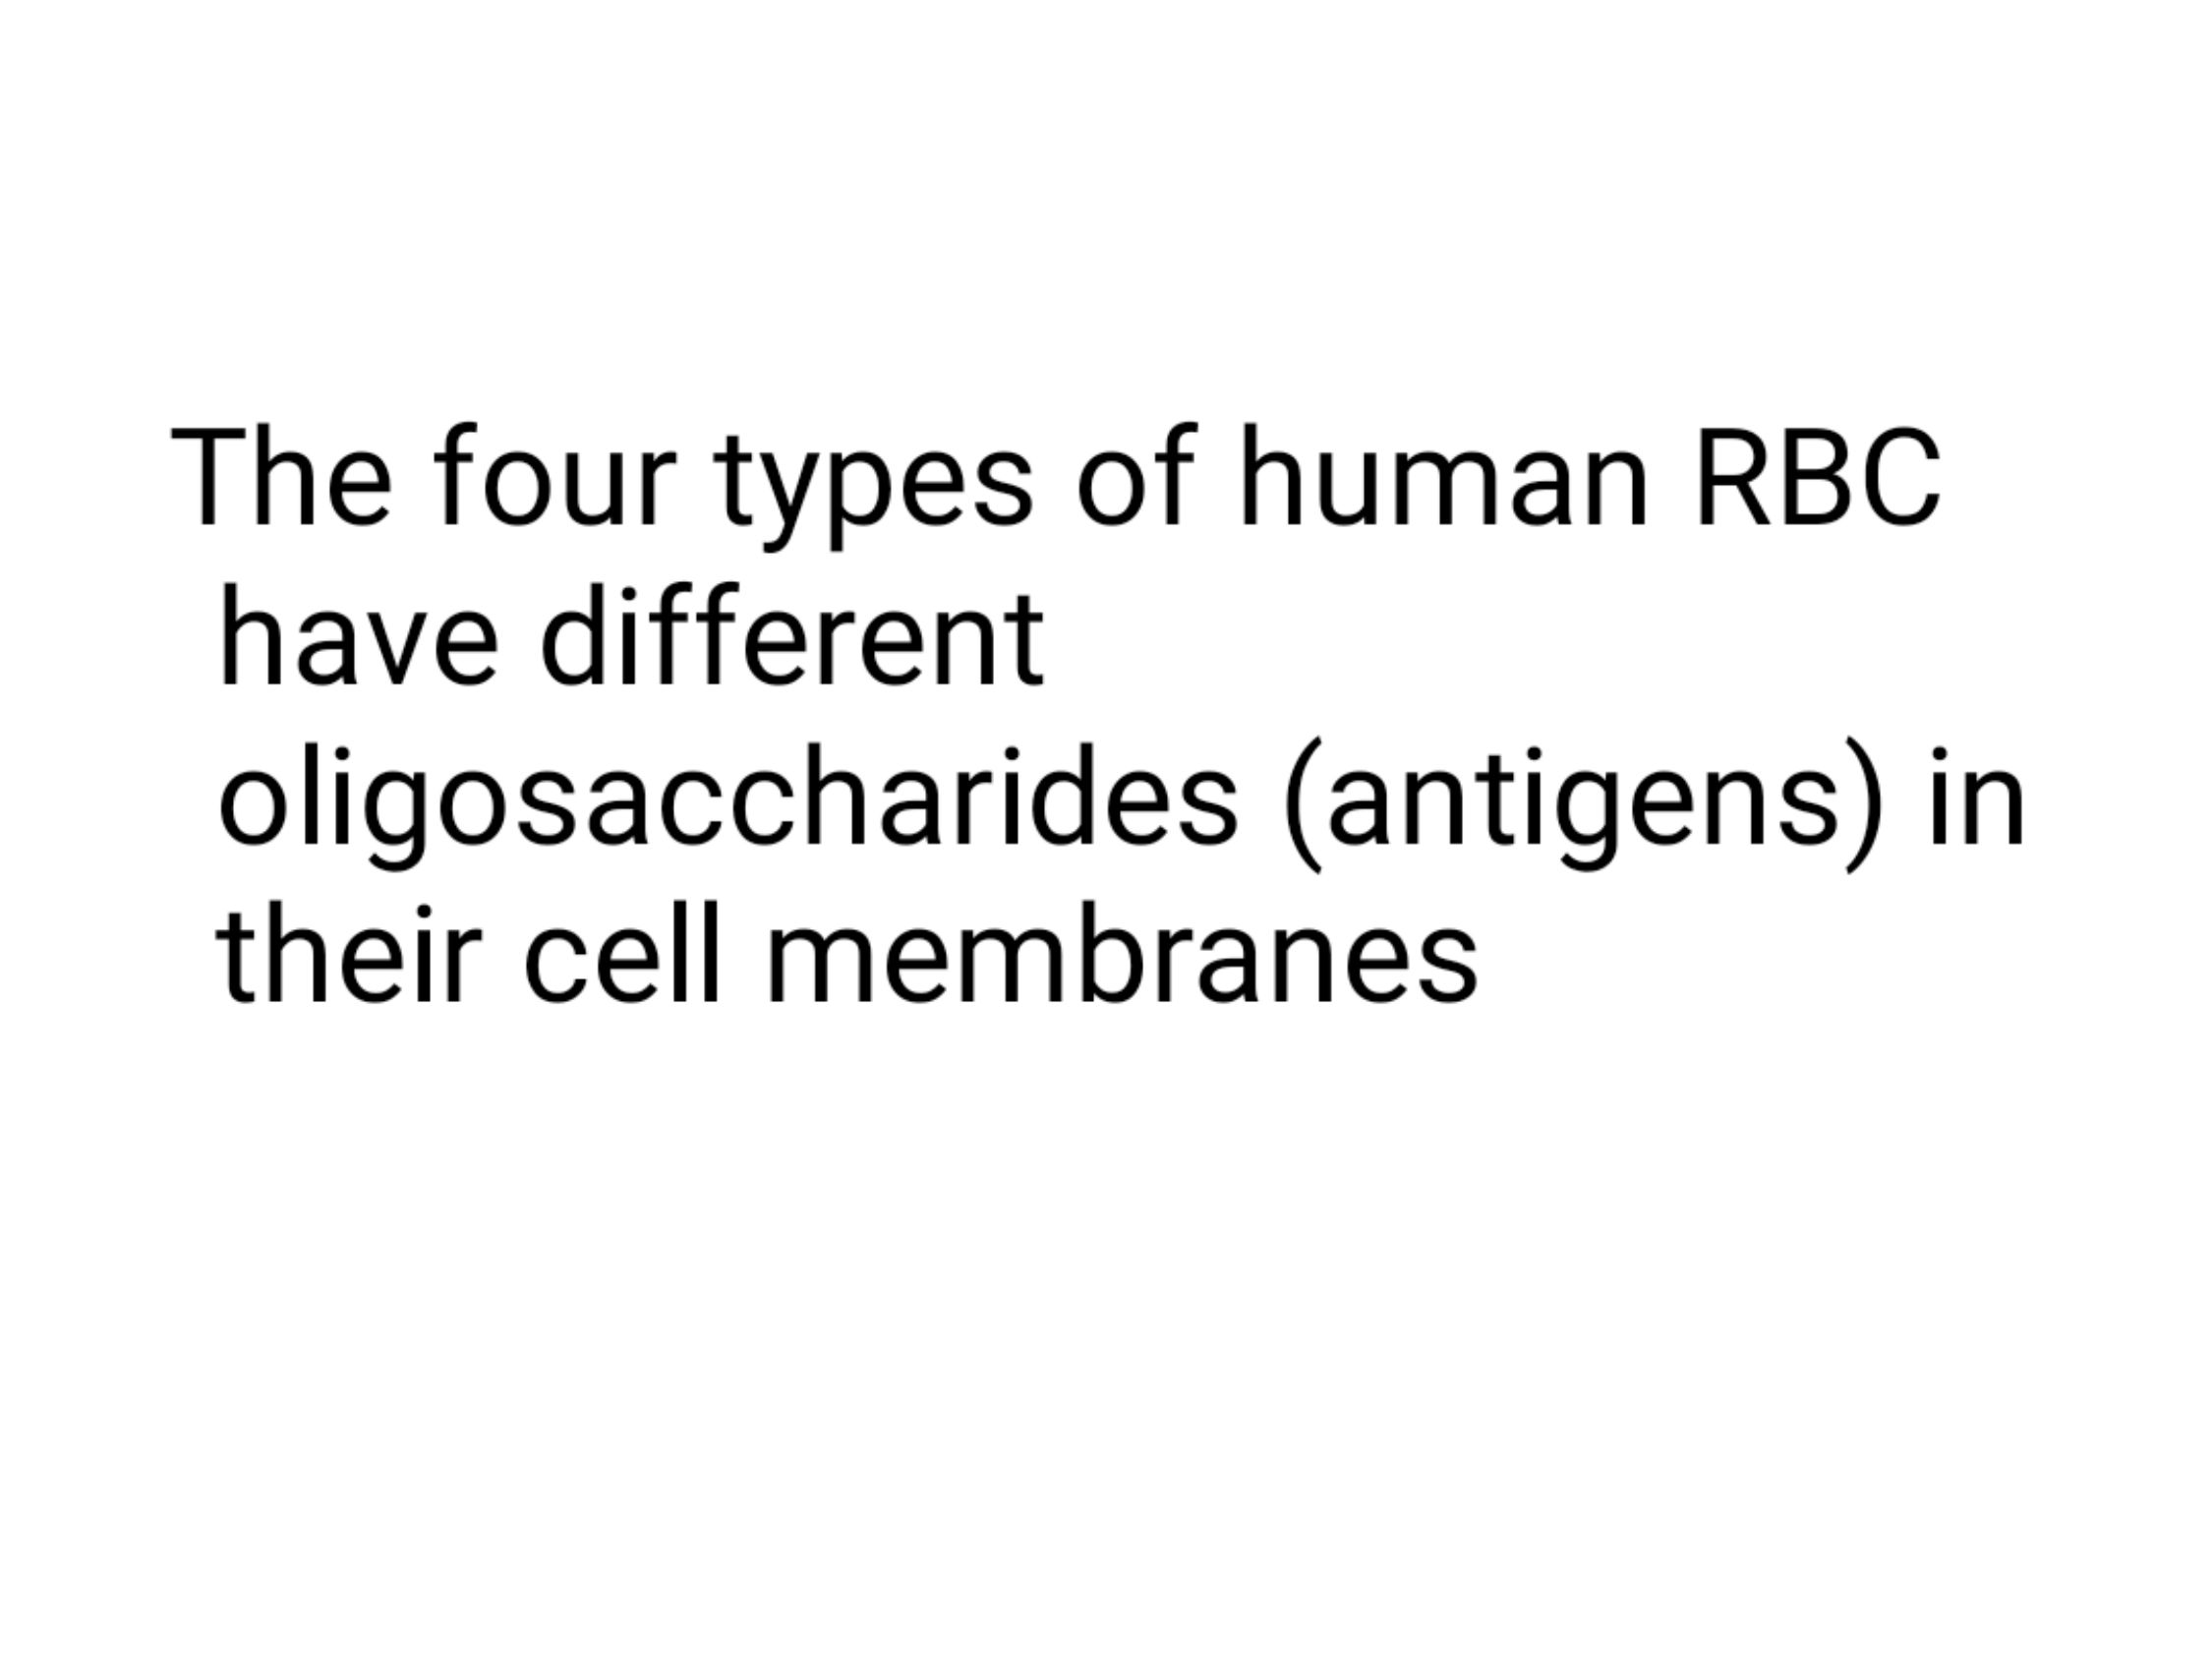 The four types of human RBC
have different
oligosaccharides (antigens) in
their cell membranes